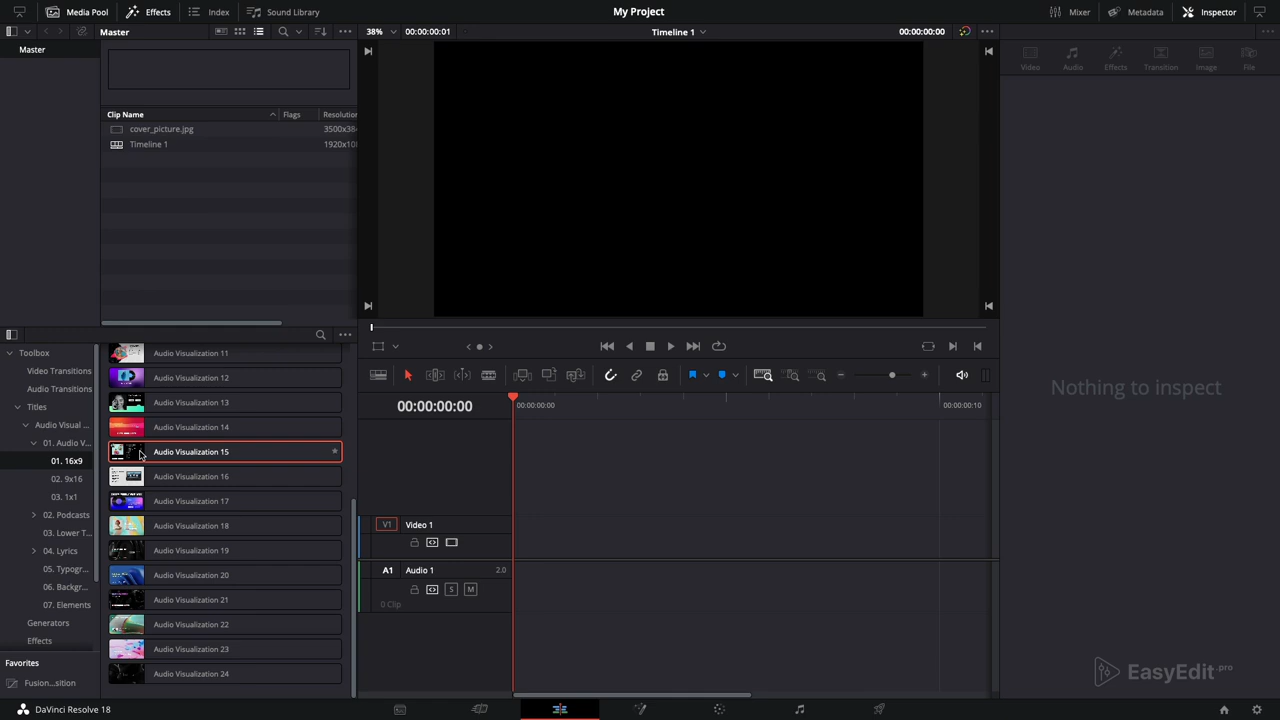 Media Pool
Effects
Index
Sound Library
My Project
Mixer
Metadata
Inspector
Master
38%
00:00:00:01
Timeline 1
00:00:00:00
Master
Video
Audio
Effects
Transition
Image
File
Clip Name
Flags
Resolution
cover_picture.jpg
3500x384
Timeline 1
1920x108
Toolbox
Video Transitions
Audio Transitions
Titles
Audio Visual ...
01. Audio V...
01. 16x9
02. 9x16
03. 1x1
02. Podcasts
03. Lower T...
04. Lyrics
05. Typogr...
06. Backgr...
07. Elements
Generators
Effects
Favorites
Fusion...sition
Audio Visualization 11
Audio Visualization 12
Audio Visualization 13
Audio Visualization 14
Audio Visualization 15
Audio Visualization 16
Audio Visualization 17
Audio Visualization 18
Audio Visualization 19
Audio Visualization 20
Audio Visualization 21
Audio Visualization 22
Audio Visualization 23
Audio Visualization 24
00:00:00:00
00:00:00:00
00:00:00:10
V1
Video 1
A1
Audio 1
2.0
S
M
0 Clip
Nothing to inspect
EasyEdit.pro
DaVinci Resolve 18